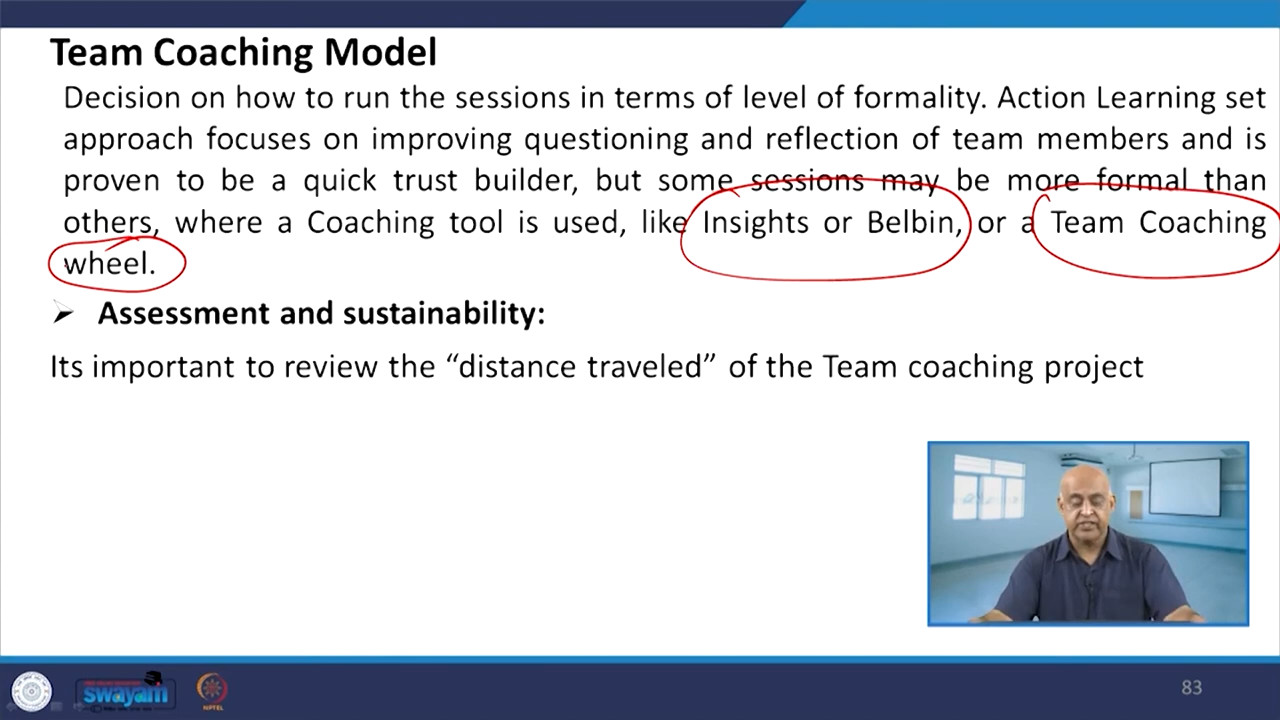 Team Coaching Model
Decision on how to run the sessions in terms of level of formality. Action Learning set
approach focuses on improving questioning and reflection of team members and is
proven to be a quick trust builder, but some sessions may be more formal than
others, where a Coaching tool is used, like Insights or Belbin, or a Team Coaching
wheel.
➢ Assessment and sustainability:
Its important to review the “distance traveled” of the Team coaching project
swayam
NPTEL
83